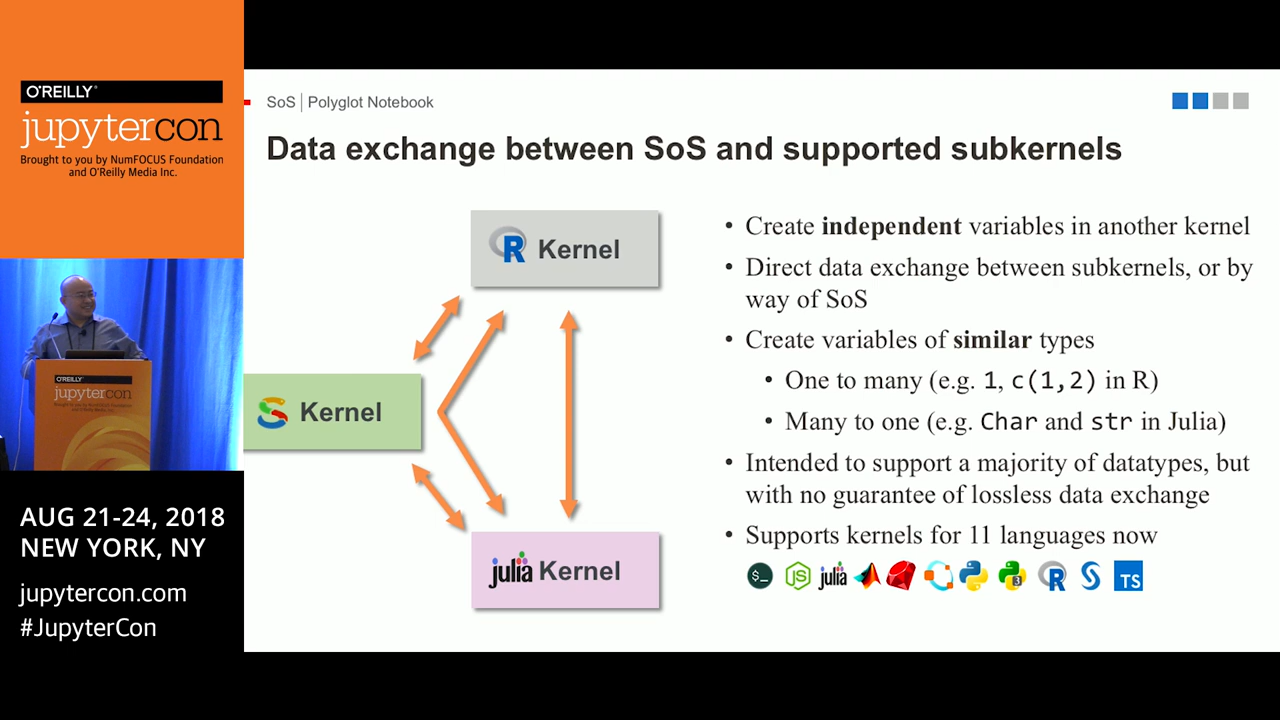 O'REILLY®
jupytercon
Brought to you by NumFOCUS Foundation
and O'Reilly Media Inc.
AUG 21-24, 2018
NEW YORK, NY
jupytercon.com
#JupyterCon
SoS | Polyglot Notebook
Data exchange between SoS and supported subkernels
R Kernel
Kernel
julia Kernel
• Create independent variables in another kernel
• Direct data exchange between subkernels, or by
way of SoS
• Create variables of similar types
• One to many (e.g. 1, c(1,2) in R)
• Many to one (e.g. Char and str in Julia)
• Intended to support a majority of datatypes, but
with no guarantee of lossless data exchange
• Supports kernels for 11 languages now
$_ JS julia 3 R S TS
O'REILLY
jupytercon